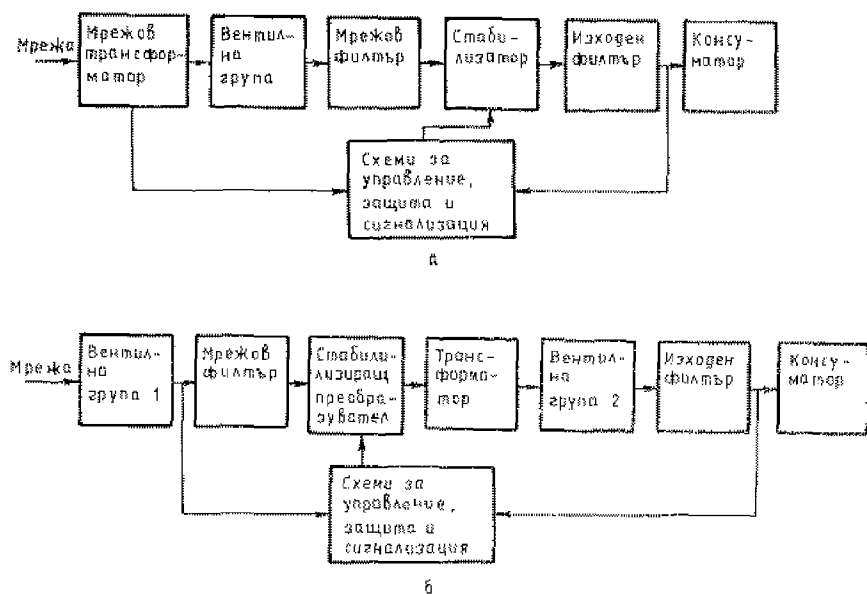 Мрежа
Мрежов
трансфор-
матор
Вентил-
на
група
Мрежов
филтър
Стаби-
лизатор
Изходен
филтър
Консу-
матор
Схеми за
управление,
защита и
сигнализация
а
Мрежа
Вентил-
на
група 1
Мрежов
филтър
Стабили-
лизиращ
преобра-
зувател
Транс-
форма-
тор
Вентил-
на
група 2
Изходен
филтър
Консу-
матор
Схеми за
управление,
защита и
сигнализация
б